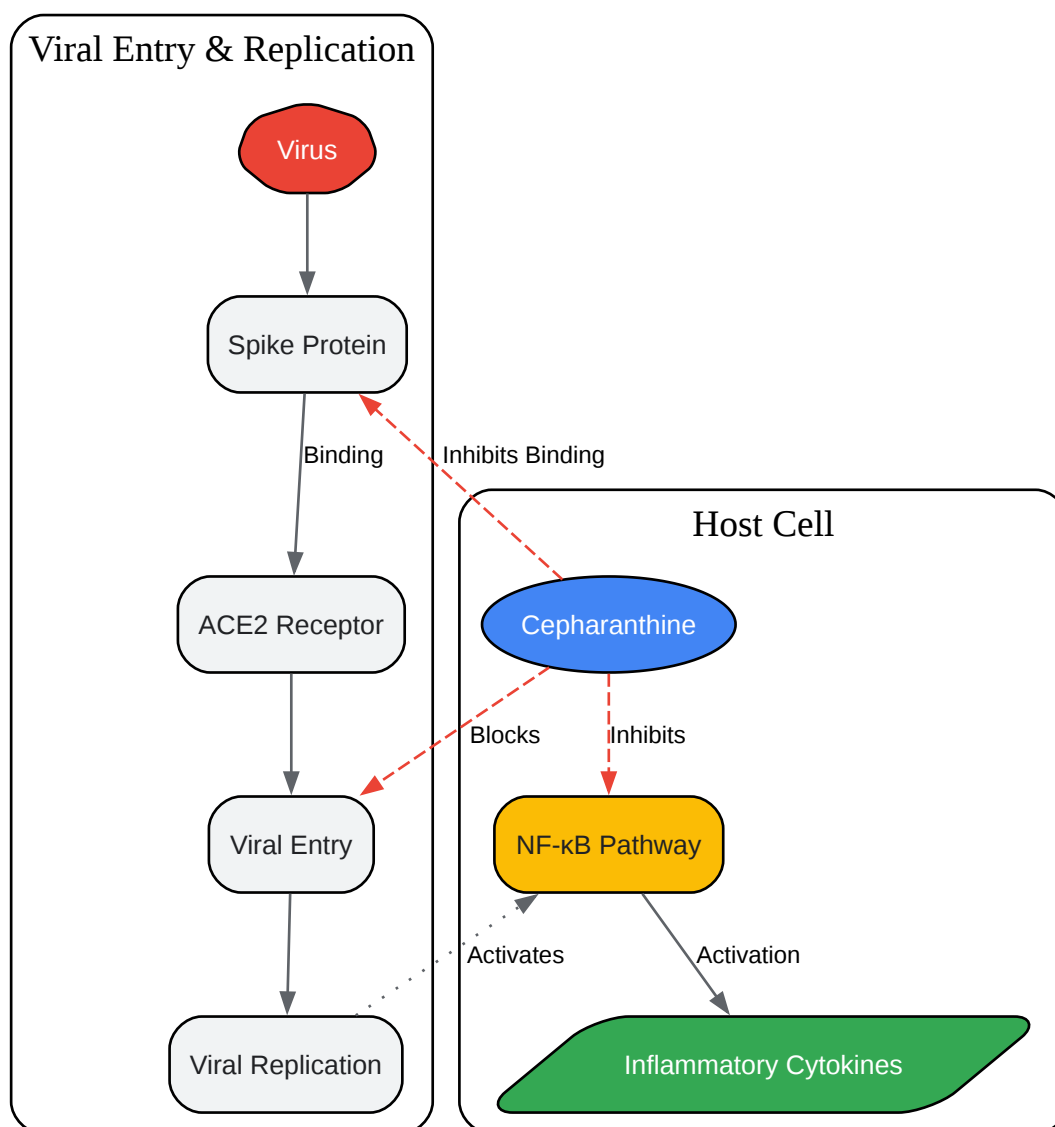 Viral Entry & Replication
Virus
Spike Protein
Binding
Inhibits Binding
Host Cell
ACE2 Receptor
Cepharanthine
Blocks
Inhibits
Viral Entry
NF-κB Pathway
Activates
Activation
Viral Replication
Inflammatory Cytokines